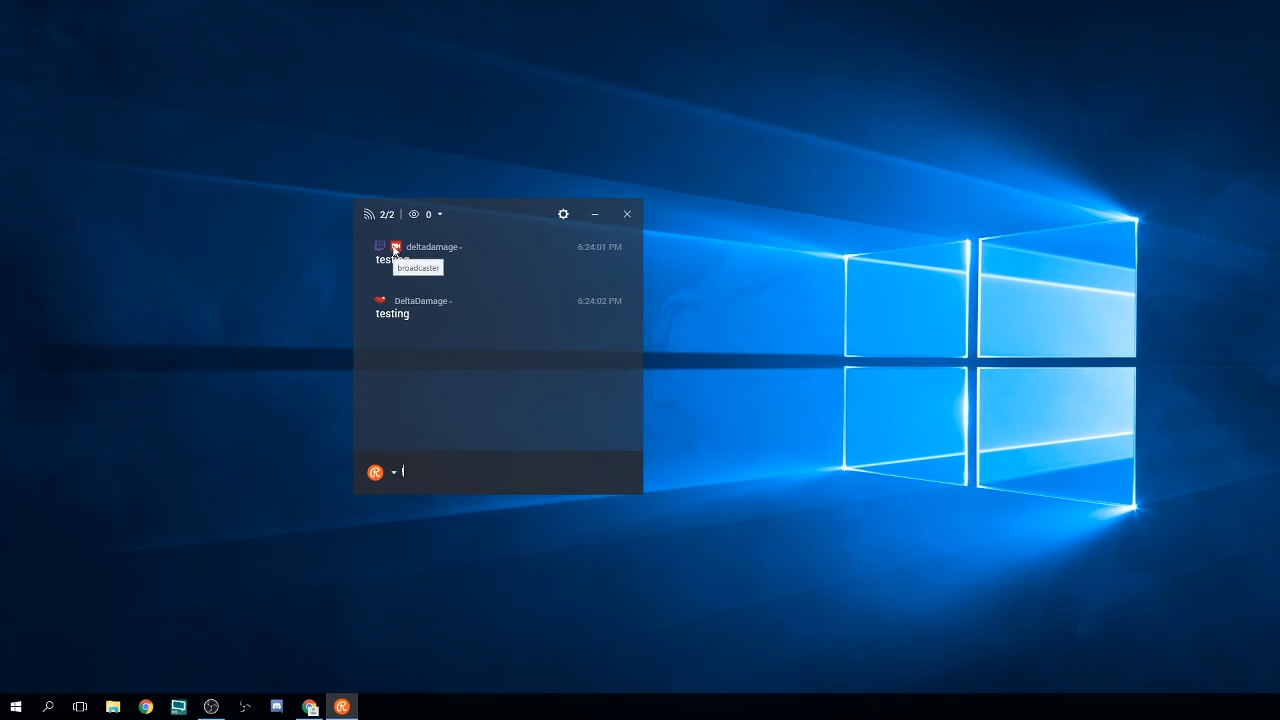 2/2 | 0
deltadamage 6:24:01 PM
testing
broadcaster
DeltaDamage 6:24:02 PM
testing